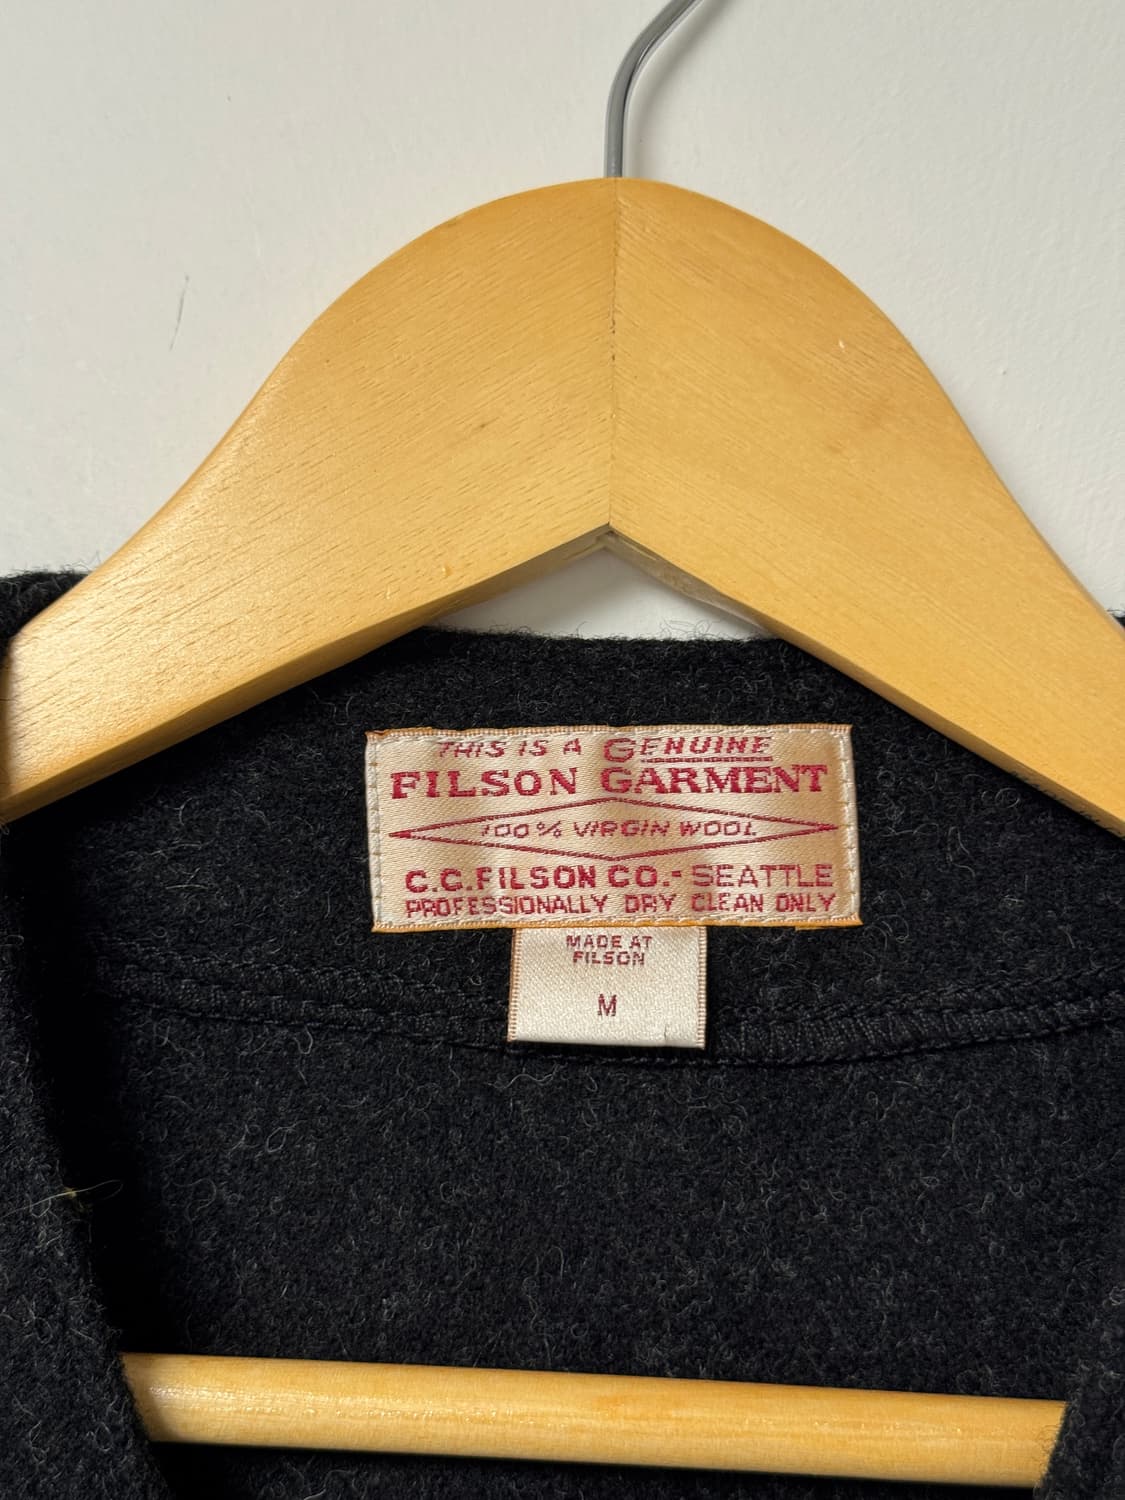 THIS IS A GENUINE
FILSON GARMENT
100% VIRGIN WOOL
C.C. FILSON CO. - SEATTLE
PROFESSIONALLY DRY CLEAN ONLY
MADE AT
FILSON
M